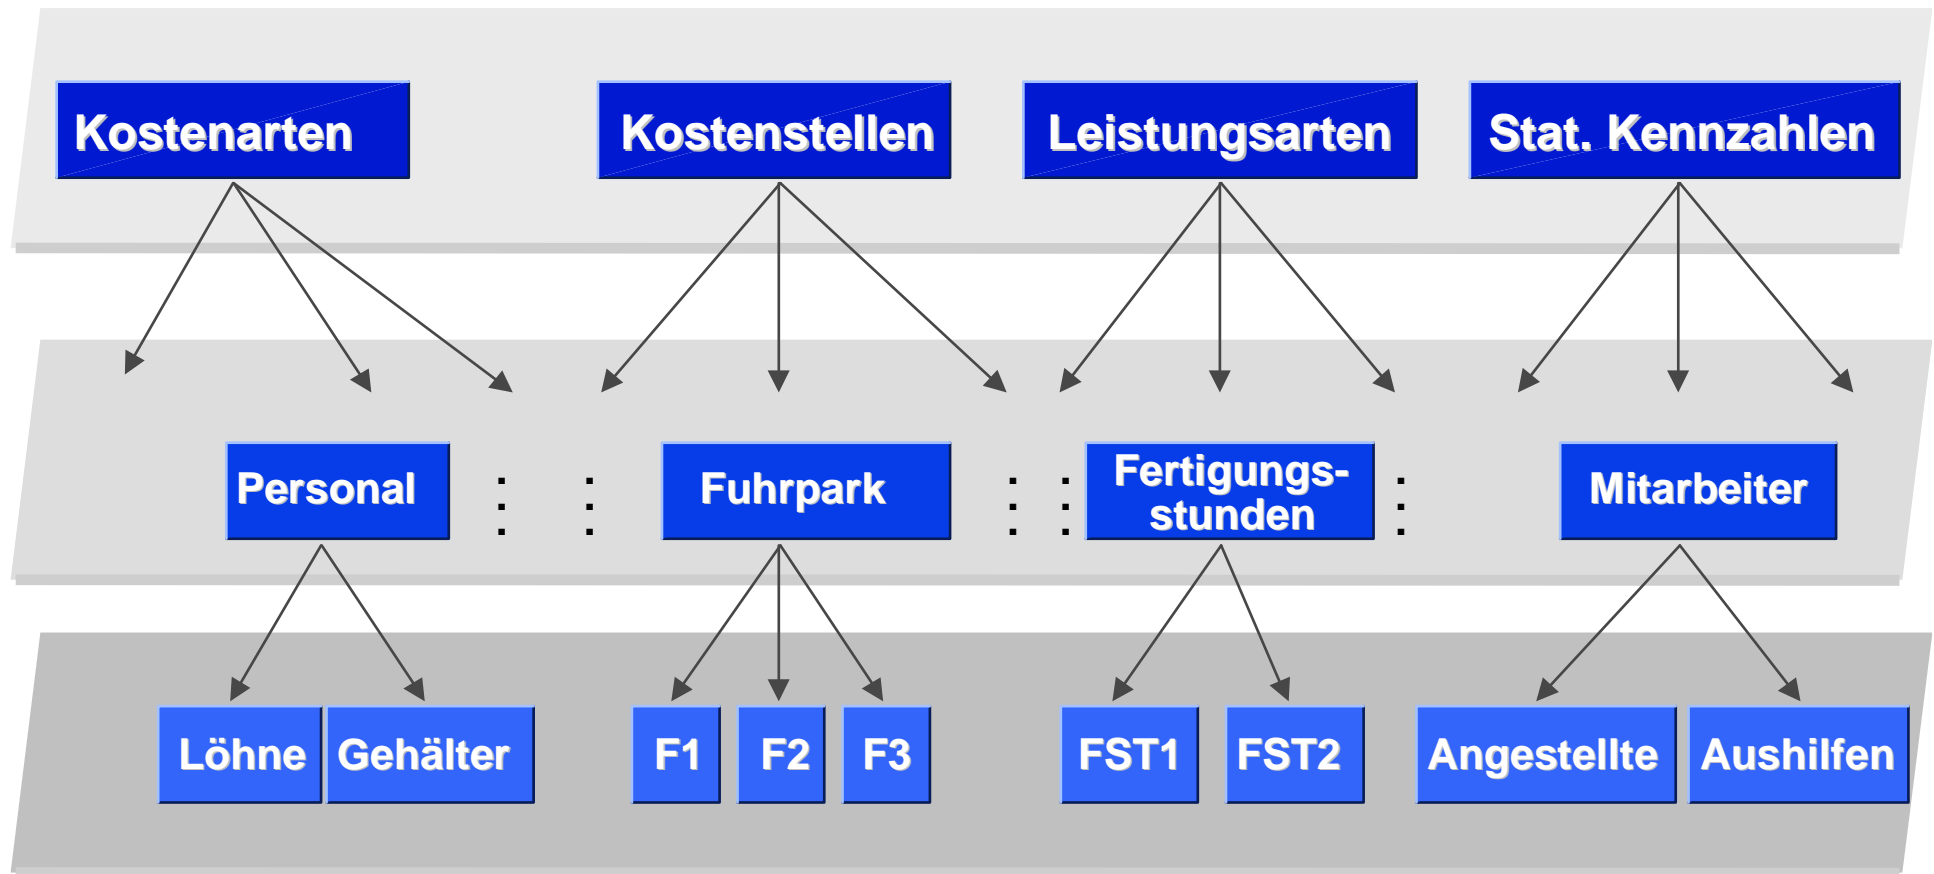 Kostenarten
Kostenstellen
Leistungsarten
Stat. Kennzahlen
Personal
Fuhrpark
Fertigungs-
stunden
Mitarbeiter
Löhne
Gehälter
F1
F2
F3
FST1
FST2
Angestellte
Aushilfen